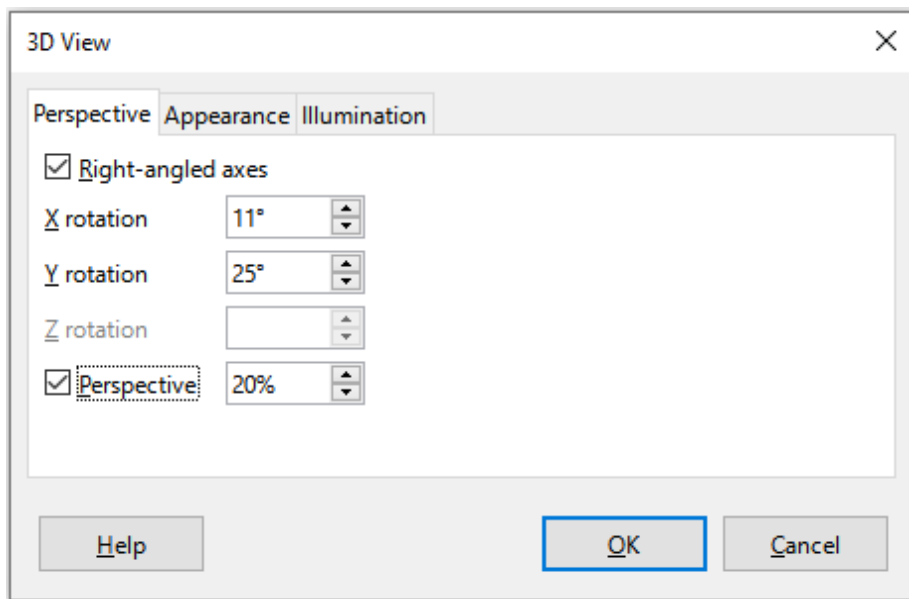 3D View
Perspective Appearance Illumination
Right-angled axes
X rotation 11°
Y rotation 25°
Z rotation
Perspective 20%
Help OK Cancel